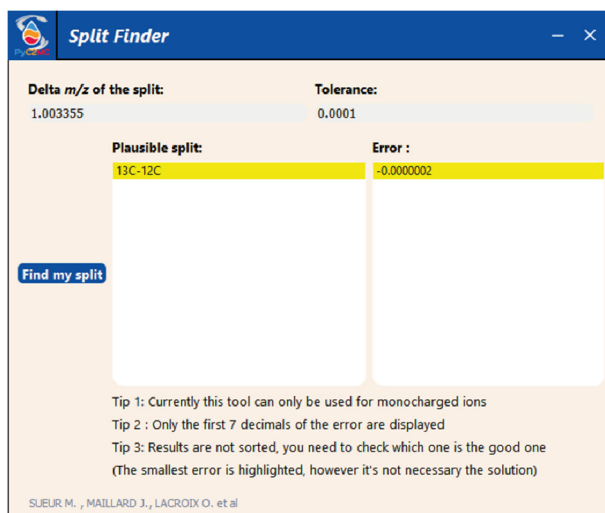 PyC2MC
Split Finder
Delta m/z of the split:
Tolerance:
1.003355
0.0001
Plausible split:
Error :
13C-12C
-0.0000002
Find my split
Tip 1: Currently this tool can only be used for monocharged ions
Tip 2 : Only the first 7 decimals of the error are displayed
Tip 3: Results are not sorted, you need to check which one is the good one
(The smallest error is highlighted, however it's not necessary the solution)
SUEUR M. , MAILLARD J., LACROIX O. et al